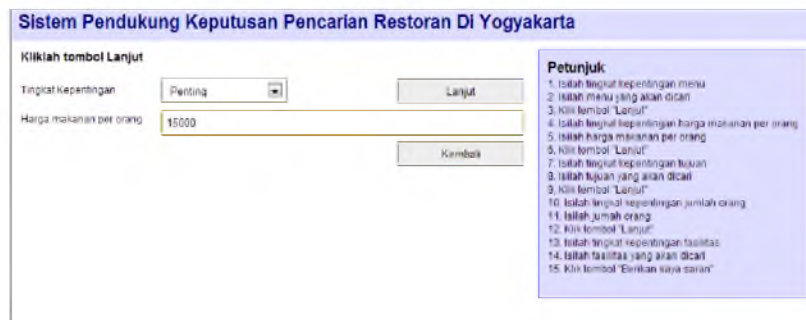 Sistem Pendukung Keputusan Pencarian Restoran Di Yogyakarta
Kliklah tombol Lanjut
Tingkat Kepentingan
Penting
Lanjut
Harga makanan per orang
15000
Kembali
Petunjuk
1. Isilah tingkat kepentingan menu
2. Isilah menu yang akan dicari
3. Klik tombol "Lanjut"
4. Isilah tingkat kepentingan harga makanan per orang
5. Isilah harga makanan per orang
6. Klik tombol "Lanjut"
7. Isilah tingkat kepentingan tujuan
8. Isilah tujuan yang akan dicari
9. Klik tombol "Lanjut"
10. Isilah tingkat kepentingan jumlah orang
11. Isilah jumlah orang
12. Klik tombol "Lanjut"
13. Isilah tingkat kepentingan fasilitas
14. Isilah fasilitas yang akan dicari
15. Klik tombol "Berikan saya saran"